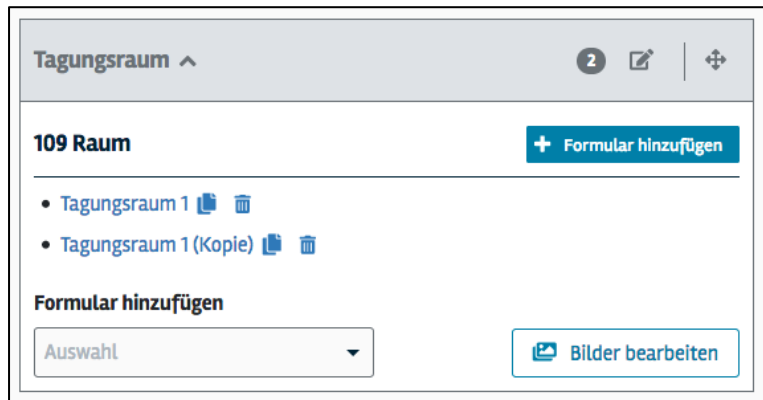 Tagungsraum
2
109 Raum
+ Formular hinzufügen
Tagungsraum 1
Tagungsraum 1 (Kopie)
Formular hinzufügen
Auswahl
Bilder bearbeiten